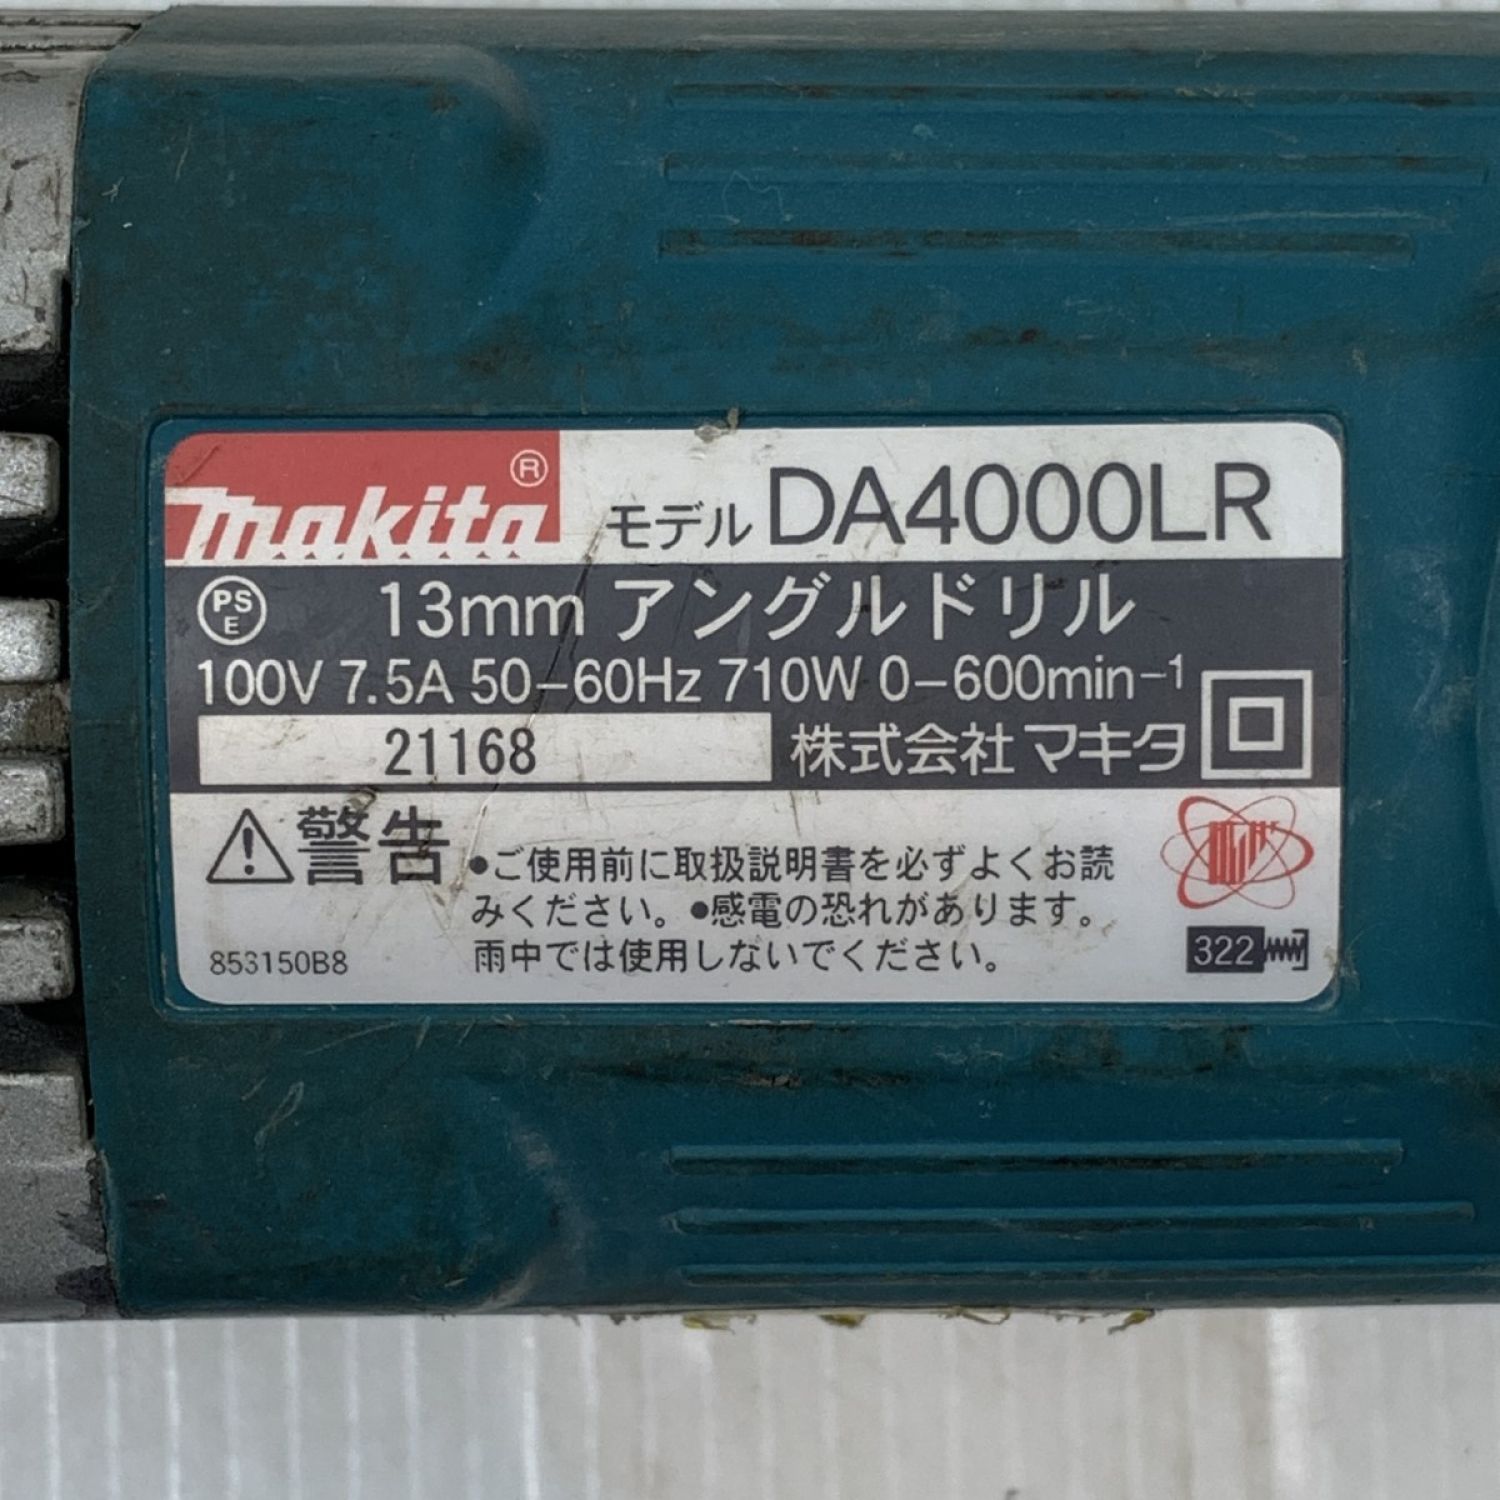 makita®
モデル DA4000LR
PS E
13mm アングルドリル
100V 7.5A 50-60Hz 710W 0-600min-1
21168
株式会社マキタ
警告
●ご使用前に取扱説明書を必ずよくお読
みください。●感電の恐れがあります。
雨中では使用しないでください。
853150B8
322